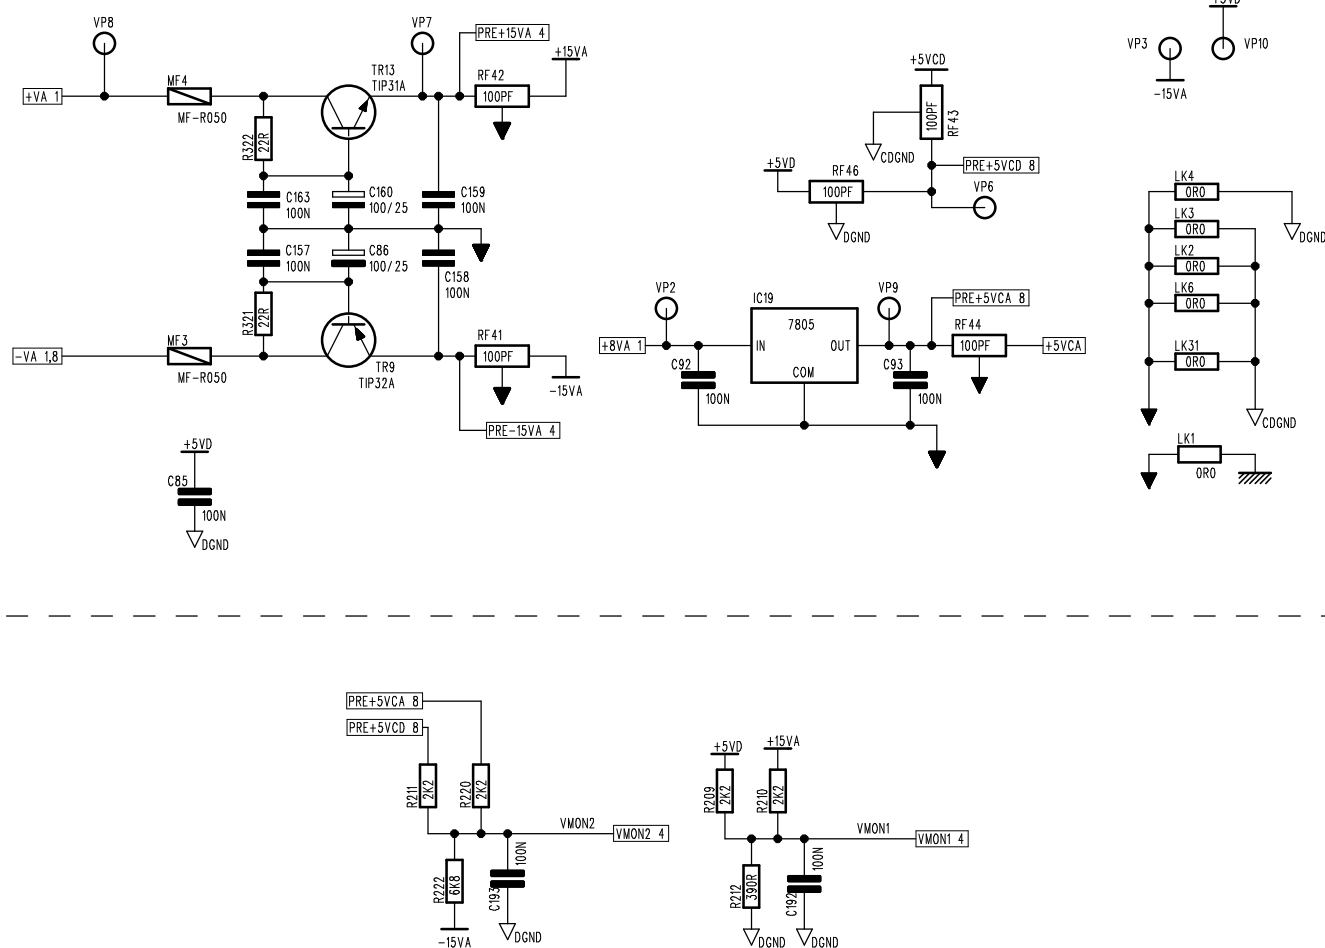 +5VD
VP8
VP7
PRE+15VA 4
+15VA
VP3
VP10
-15VA
TR13
TIP31A
RF42
100PF
+VA 1
MF4
MF-R050
+5VCD
100PF
RF43
CDGND
R322
22R
+5VD
RF46
100PF
DGND
PRE+5VCD 8
VP6
C163
100N
C160
100/25
C159
100N
C157
100N
C86
100/25
C158
100N
LK4
0R0
LK3
0R0
DGND
LK2
0R0
LK6
0R0
LK31
0R0
CDGND
LK1
0R0
R321
22R
VP2
IC19
7805
IN
OUT
COM
VP9
PRE+5VCA 8
RF44
100PF
+5VCA
+8VA 1
C92
100N
C93
100N
-VA 1,8
MF3
MF-R050
TR9
TIP32A
RF41
100PF
-15VA
PRE-15VA 4
+5VD
C85
100N
DGND
PRE+5VCA 8
PRE+5VCD 8
R211
2K2
R220
2K2
VMON2
VMON2 4
R222
6K8
C193
100N
-15VA
DGND
+5VD
+15VA
R209
2K2
R210
2K2
VMON1
VMON1 4
R212
390R
C192
100N
DGND
DGND